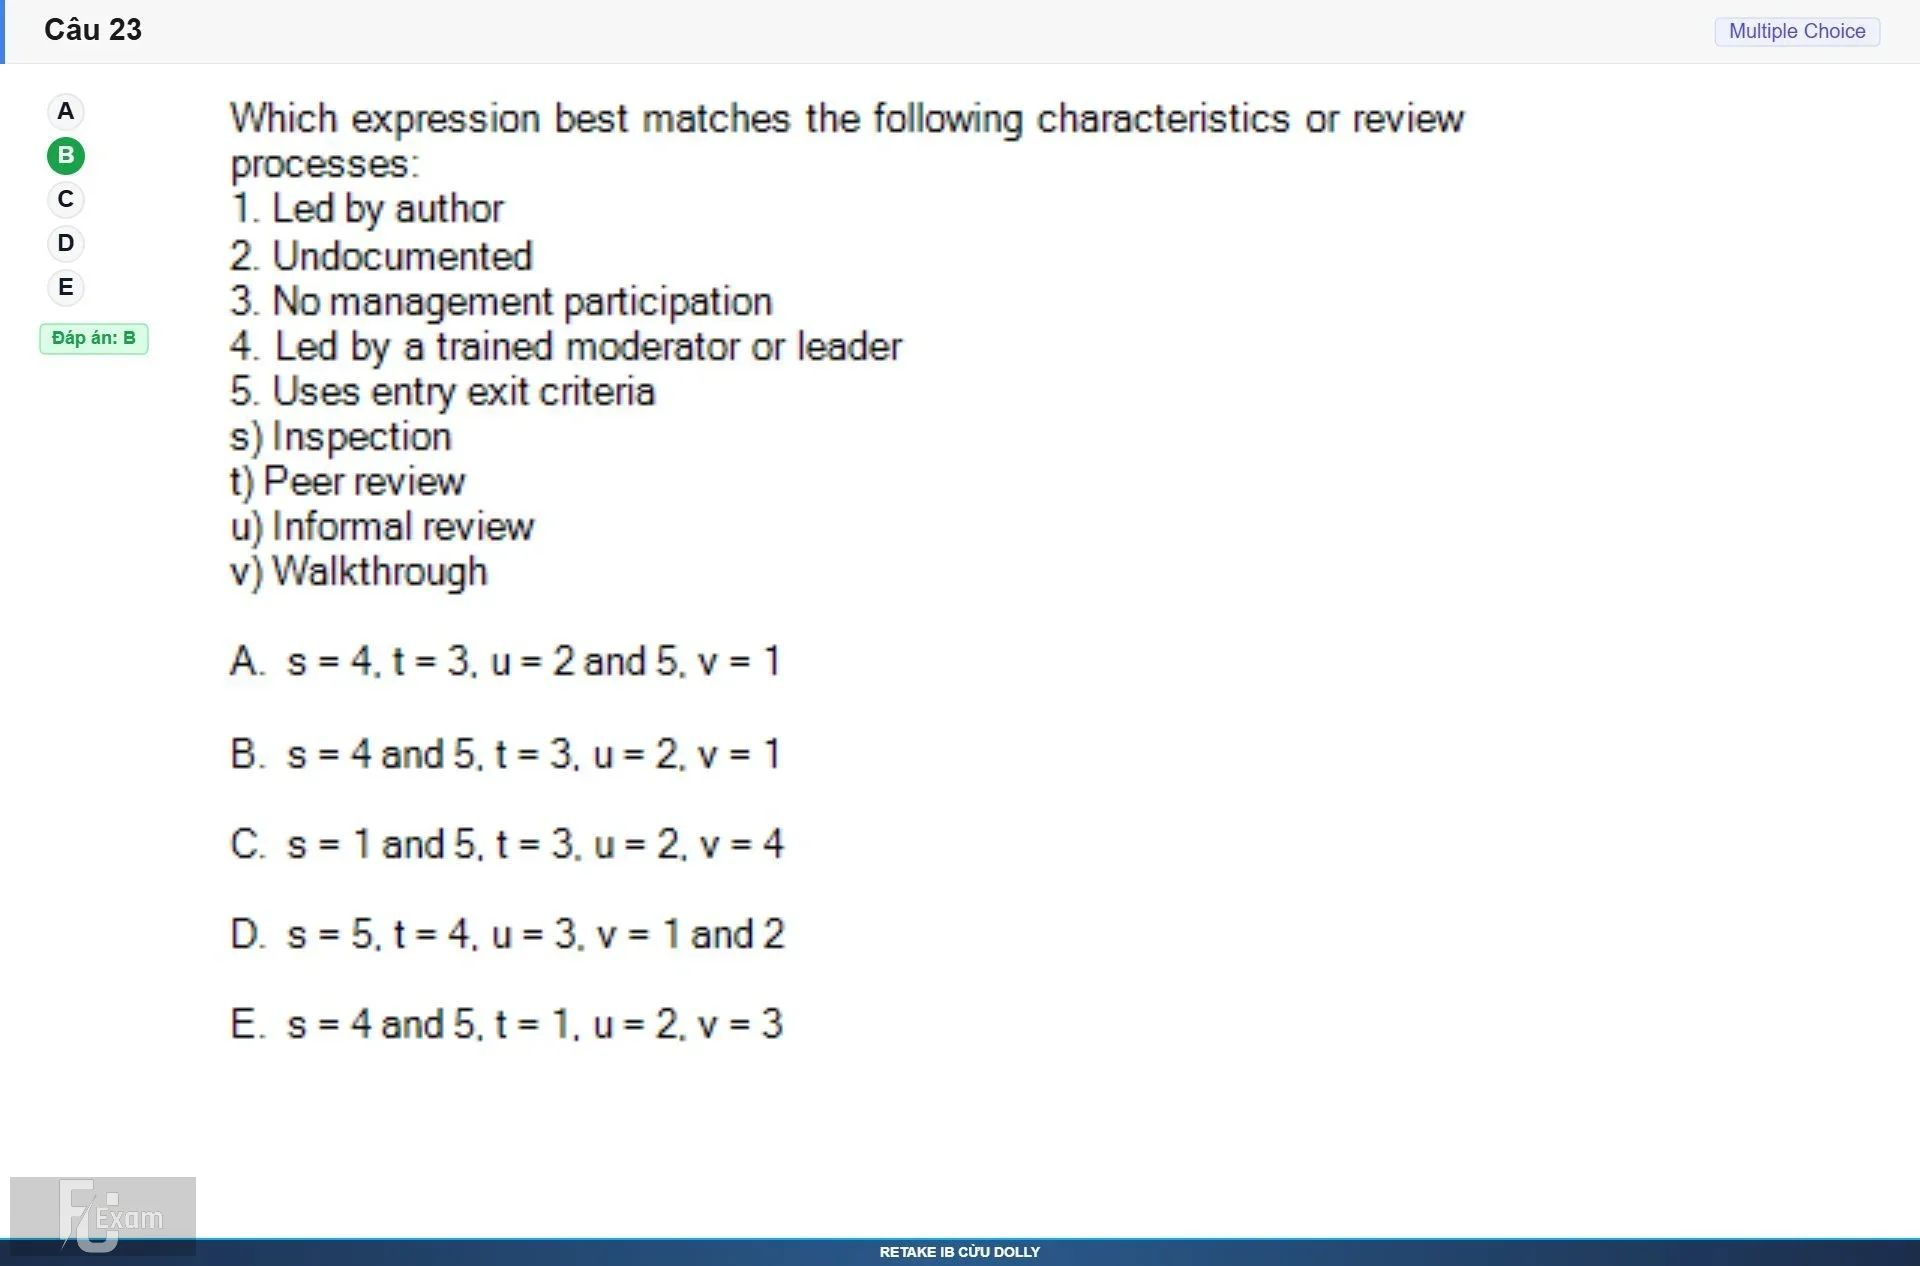 Câu 23
Multiple Choice
A
B
C
D
E
Đáp án: B
Which expression best matches the following characteristics or review
processes:
1. Led by author
2. Undocumented
3. No management participation
4. Led by a trained moderator or leader
5. Uses entry exit criteria
s) Inspection
t) Peer review
u) Informal review
v) Walkthrough
A. s = 4, t = 3, u = 2 and 5, v = 1
B. s = 4 and 5, t = 3, u = 2, v = 1
C. s = 1 and 5, t = 3, u = 2, v = 4
D. s = 5, t = 4, u = 3, v = 1 and 2
E. s = 4 and 5, t = 1, u = 2, v = 3
FU Exam
RETAKE IB CỪU DOLLY